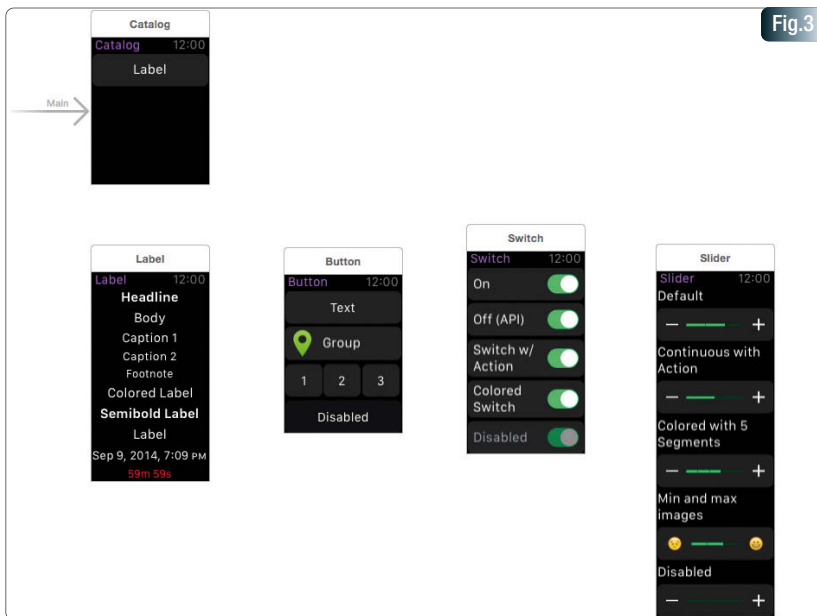 Fig.3
Catalog
Catalog 12:00
Label
Main
Label
Label 12:00
Headline
Body
Caption 1
Caption 2
Footnote
Colored Label
Semibold Label
Label
Sep 9, 2014, 7:09 PM
59m 59s
Button
Button 12:00
Text
Group
1 2 3
Disabled
Switch
Switch 12:00
On
Off (API)
Switch w/
Action
Colored
Switch
Disabled
Slider
Slider 12:00
Default
− +
Continuous with
Action
− +
Colored with 5
Segments
− +
Min and max
images
Disabled
− +